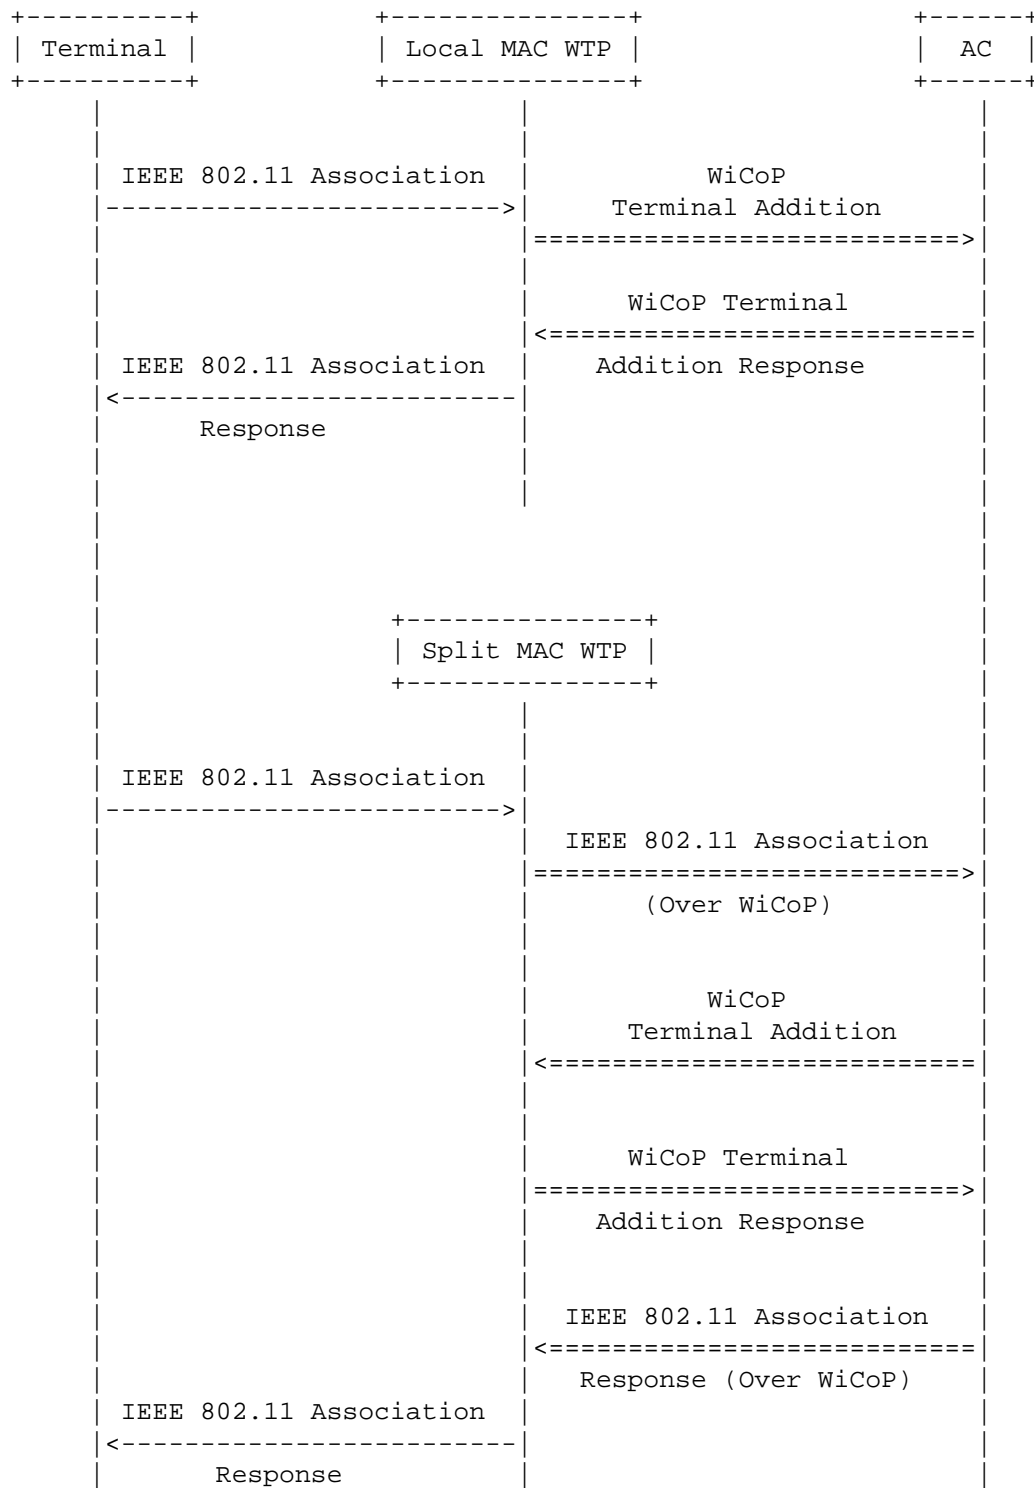 Terminal Local MAC WTP AC
IEEE 802.11 Association WiCoP
Terminal Addition
WiCoP Terminal
IEEE 802.11 Association Addition Response
Response
Split MAC WTP
IEEE 802.11 Association
IEEE 802.11 Association
(Over WiCoP)
WiCoP
Terminal Addition
WiCoP Terminal
Addition Response
IEEE 802.11 Association
Response (Over WiCoP)
IEEE 802.11 Association
Response